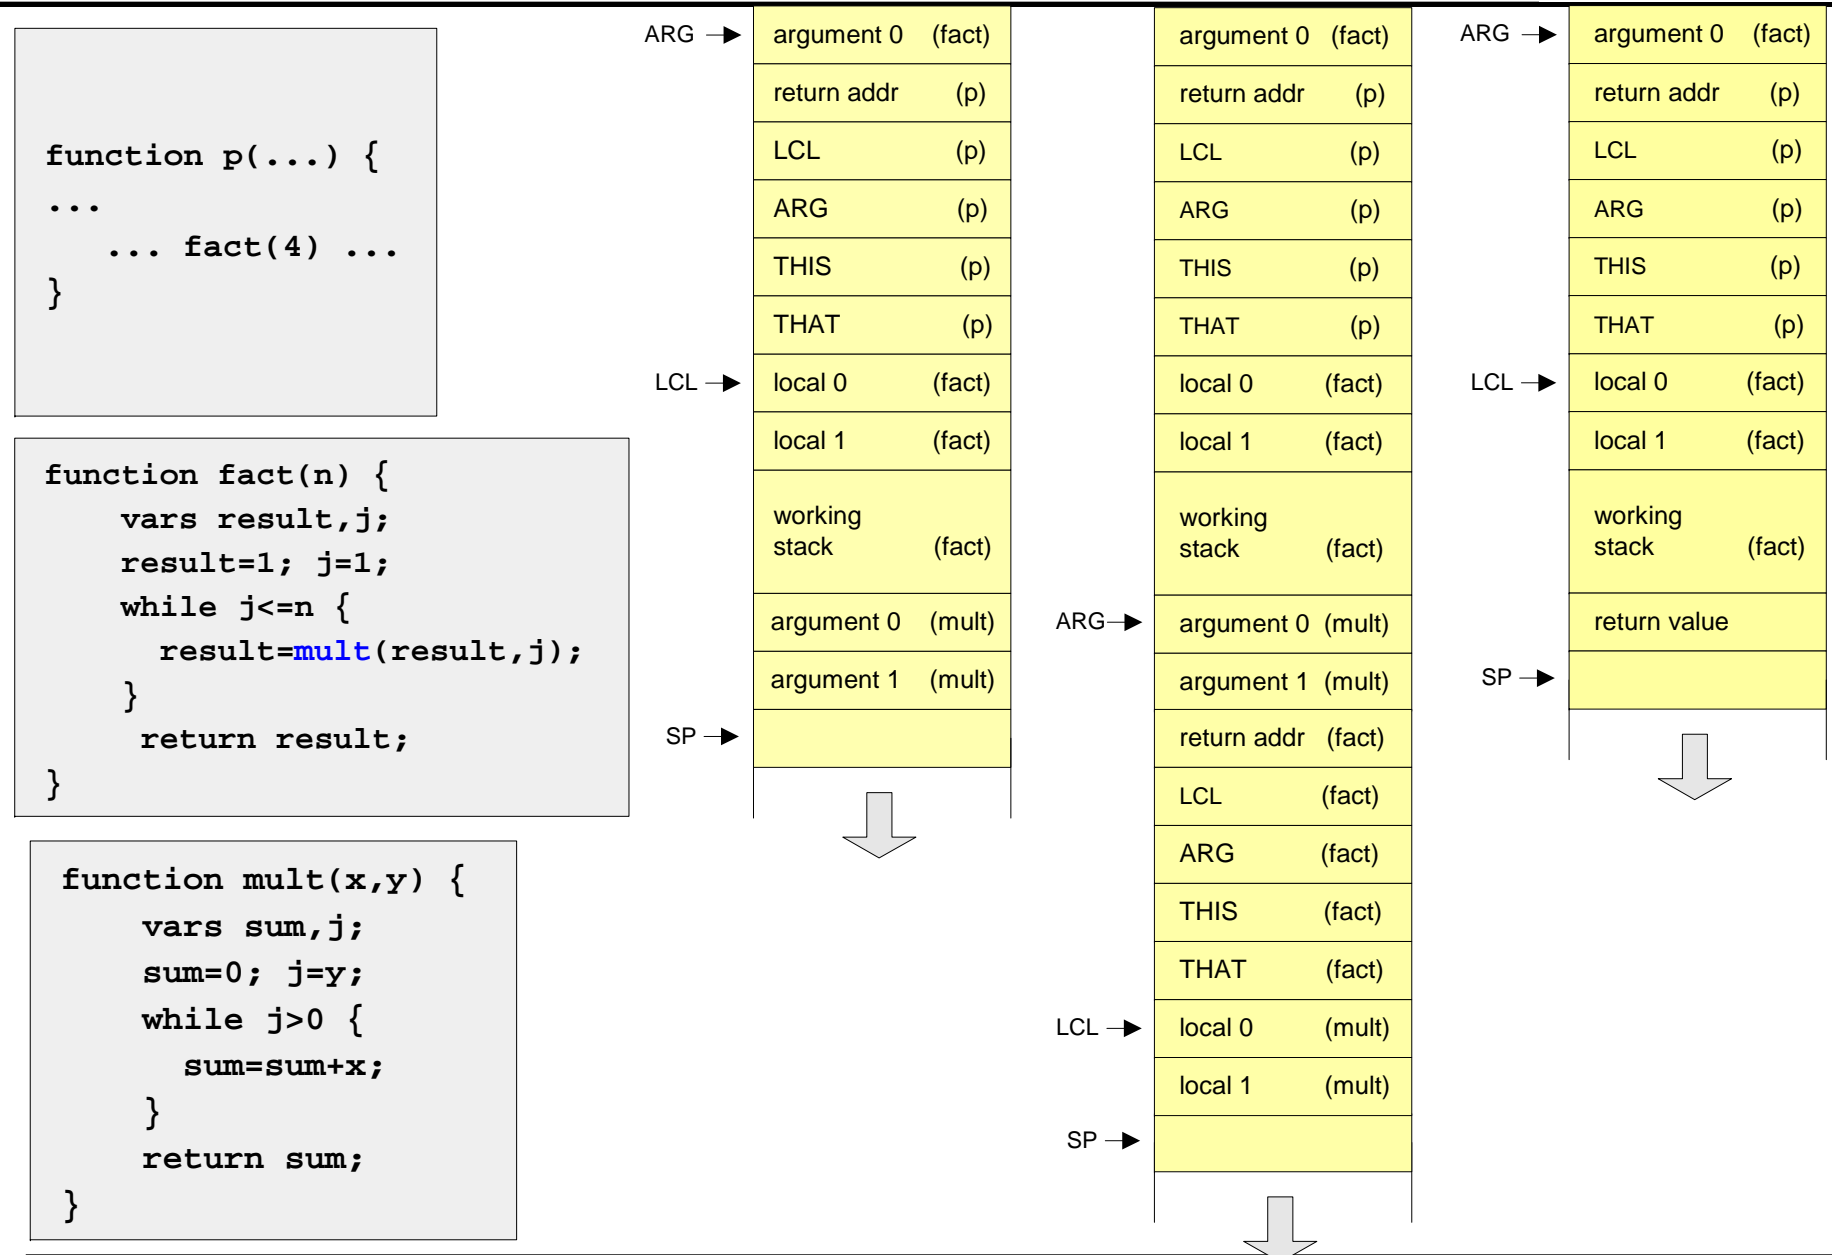 function p(...) {
...
... fact(4) ...
}
function fact(n) {
vars result,j;
result=1; j=1;
while j<=n {
result=mult(result,j);
}
return result;
}
function mult(x,y) {
vars sum,j;
sum=0; j=y;
while j>0 {
sum=sum+x;
}
return sum;
}
ARG
argument 0 (fact)
return addr (p)
LCL (p)
ARG (p)
THIS (p)
THAT (p)
LCL
local 0 (fact)
local 1 (fact)
working
stack (fact)
argument 0 (mult)
argument 1 (mult)
SP
argument 0 (fact)
return addr (p)
LCL (p)
ARG (p)
THIS (p)
THAT (p)
local 0 (fact)
local 1 (fact)
working
stack (fact)
ARG
argument 0 (mult)
argument 1 (mult)
return addr (fact)
LCL (fact)
ARG (fact)
THIS (fact)
THAT (fact)
LCL
local 0 (mult)
local 1 (mult)
SP
ARG
argument 0 (fact)
return addr (p)
LCL (p)
ARG (p)
THIS (p)
THAT (p)
LCL
local 0 (fact)
local 1 (fact)
working
stack (fact)
return value
SP